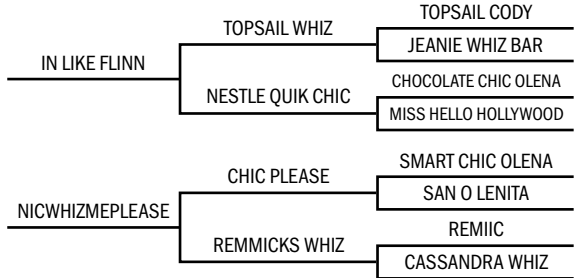 TOPSAIL CODY
TOPSAIL WHIZ
JEANIE WHIZ BAR
IN LIKE FLINN
CHOCOLATE CHIC OLENA
NESTLE QUIK CHIC
MISS HELLO HOLLYWOOD
SMART CHIC OLENA
CHIC PLEASE
SAN O LENITA
NICWHIZMEPLEASE
REMIIC
REMMICKS WHIZ
CASSANDRA WHIZ